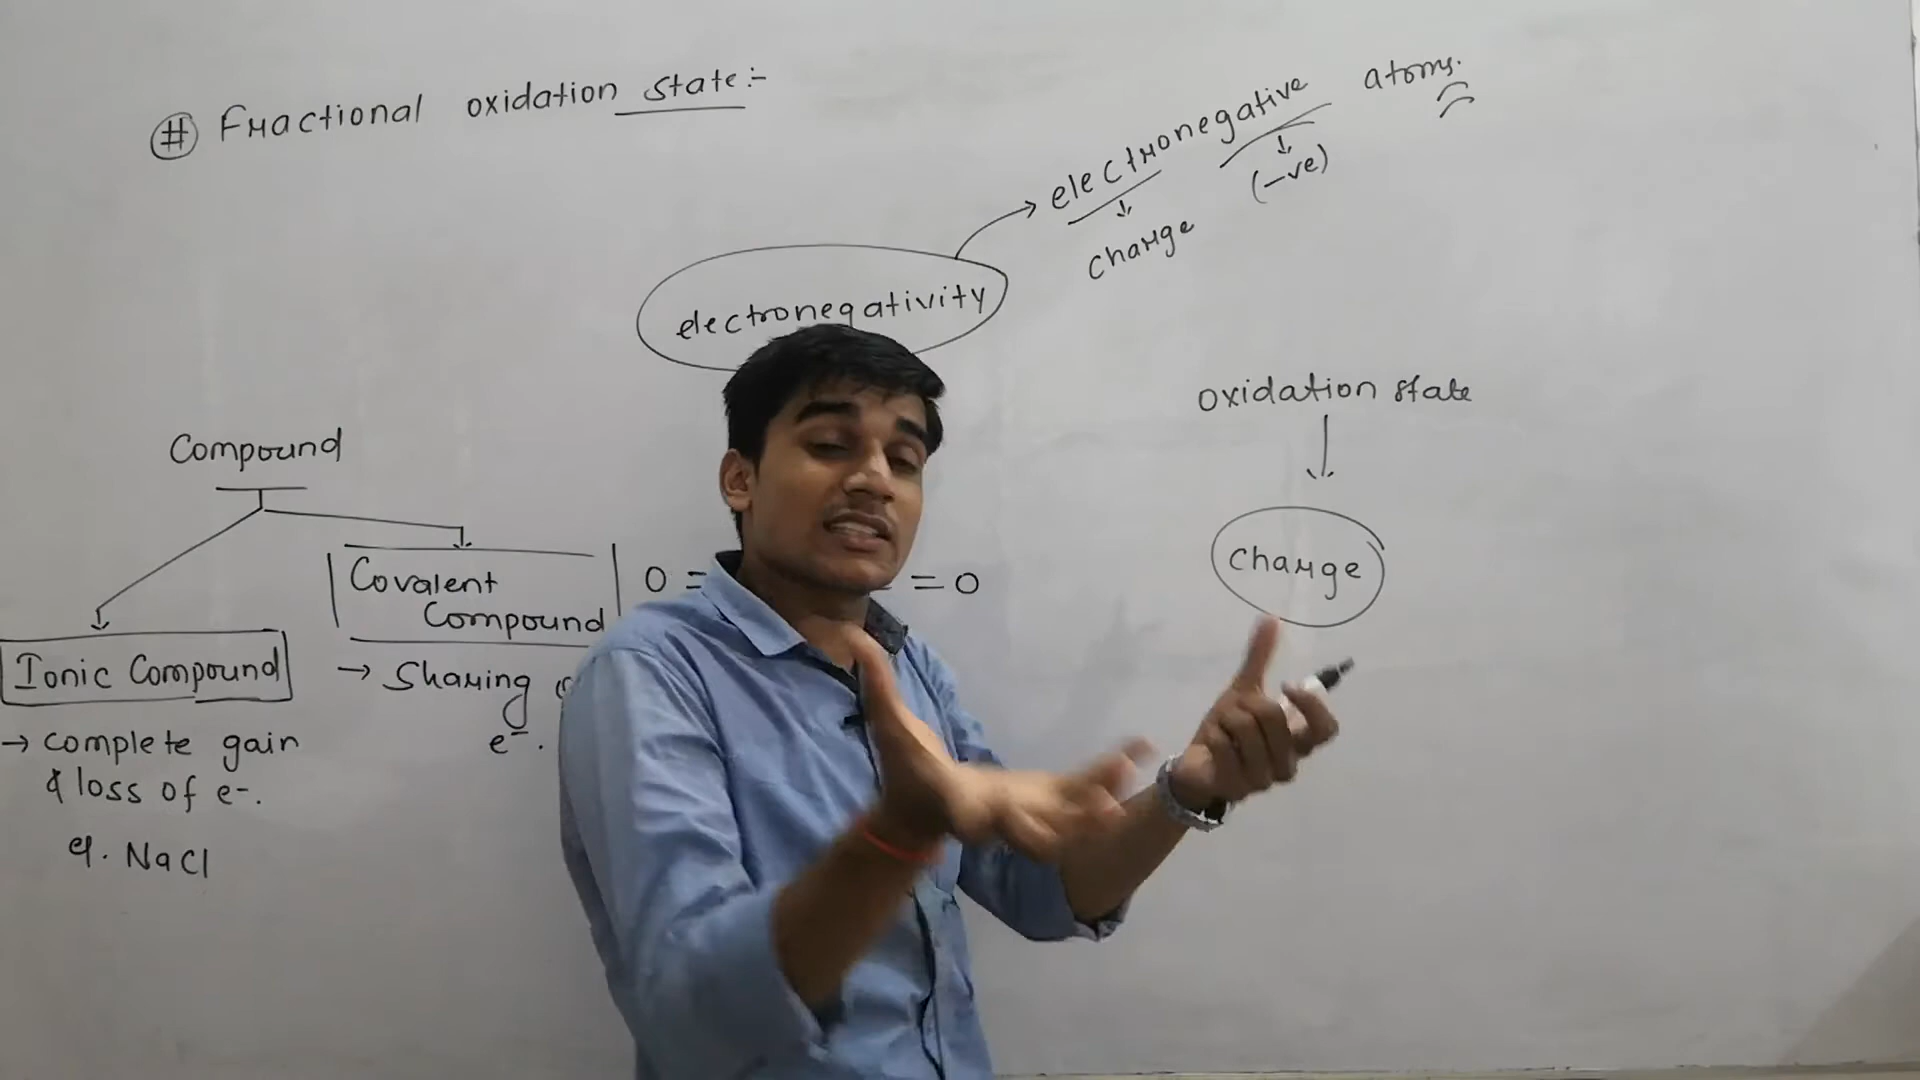 # Fractional oxidation state:-
electronegative atoms.
charge (-ve)
electronegativity
oxidation state
charge
Compound
Covalent
Compound
O = = O
Ionic Compound
→ Sharing
e-.
→ complete gain
& loss of e-.
eg. NaCl